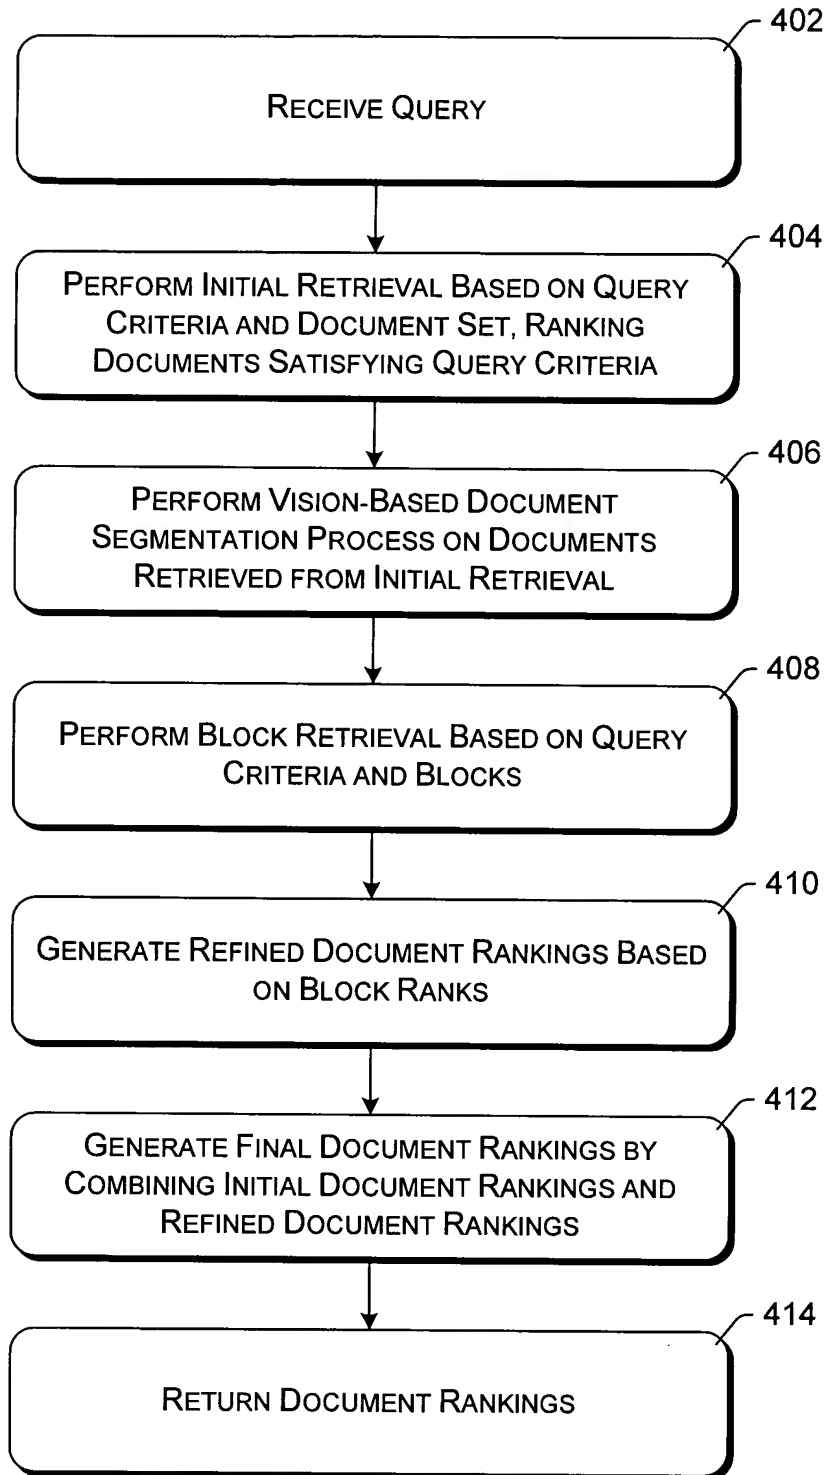 402
RECEIVE QUERY
404
PERFORM INITIAL RETRIEVAL BASED ON QUERY
CRITERIA AND DOCUMENT SET, RANKING
DOCUMENTS SATISFYING QUERY CRITERIA
406
PERFORM VISION-BASED DOCUMENT
SEGMENTATION PROCESS ON DOCUMENTS
RETRIEVED FROM INITIAL RETRIEVAL
408
PERFORM BLOCK RETRIEVAL BASED ON QUERY
CRITERIA AND BLOCKS
410
GENERATE REFINED DOCUMENT RANKINGS BASED
ON BLOCK RANKS
412
GENERATE FINAL DOCUMENT RANKINGS BY
COMBINING INITIAL DOCUMENT RANKINGS AND
REFINED DOCUMENT RANKINGS
414
RETURN DOCUMENT RANKINGS